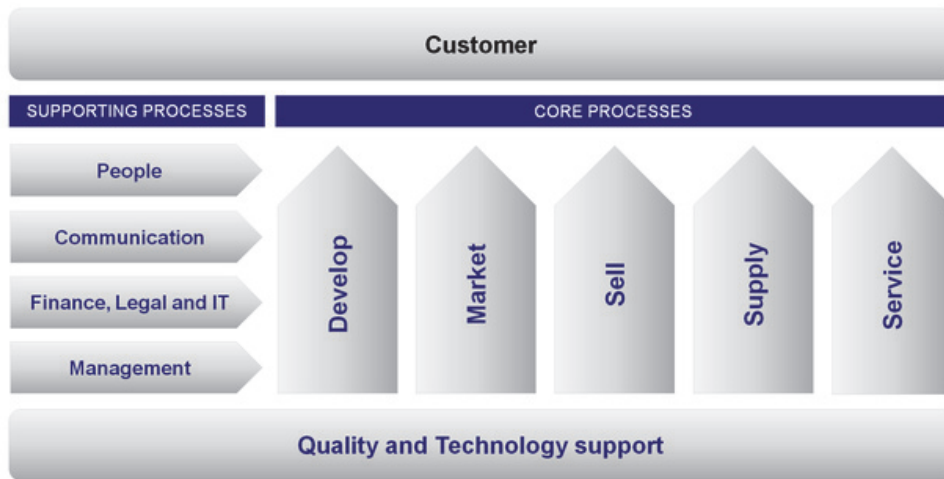 Customer
SUPPORTING PROCESSES
CORE PROCESSES
People
Communication
Finance, Legal and IT
Management
Develop
Market
Sell
Supply
Service
Quality and Technology support